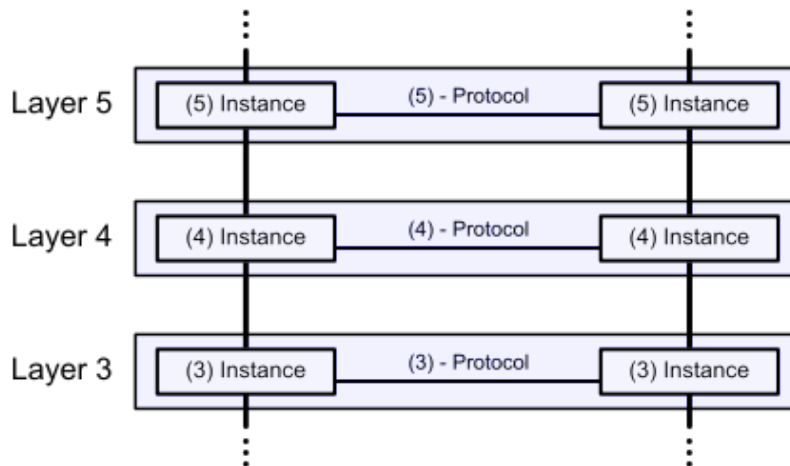 Layer 5
(5) Instance
(5) - Protocol
(5) Instance
Layer 4
(4) Instance
(4) - Protocol
(4) Instance
Layer 3
(3) Instance
(3) - Protocol
(3) Instance